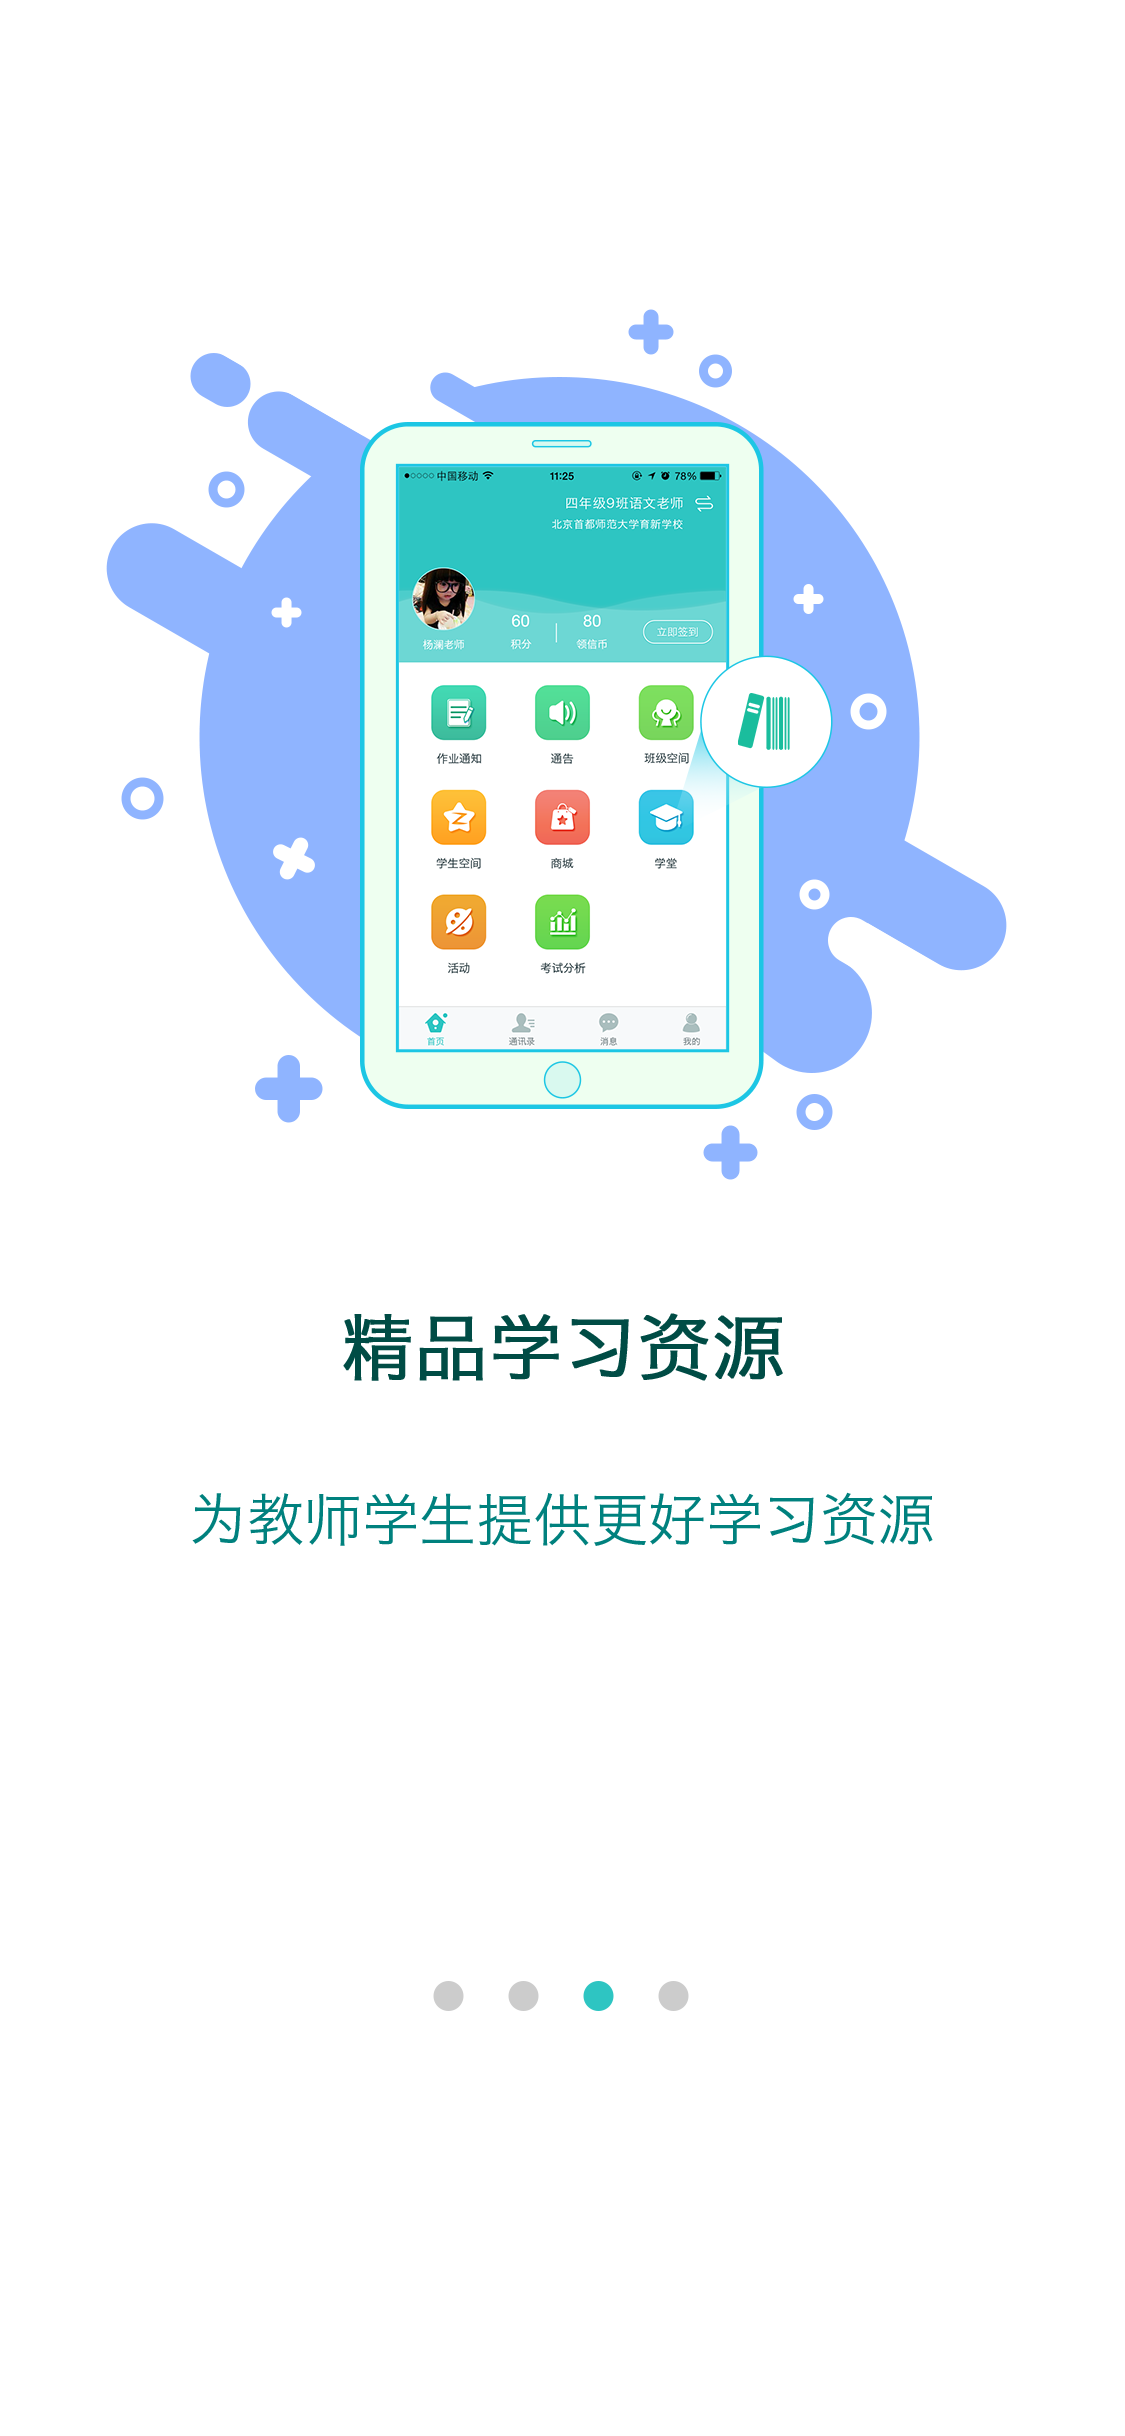 中国移动 11:25 78%
四年级9班语文老师
北京首都师范大学育新学校
60 80
杨澜老师 积分 领信币 立即签到
作业通知 通告 班级空间
学生空间 商城 学堂
活动 考试分析
首页 通讯录 消息 我的
精品学习资源
为教师学生提供更好学习资源